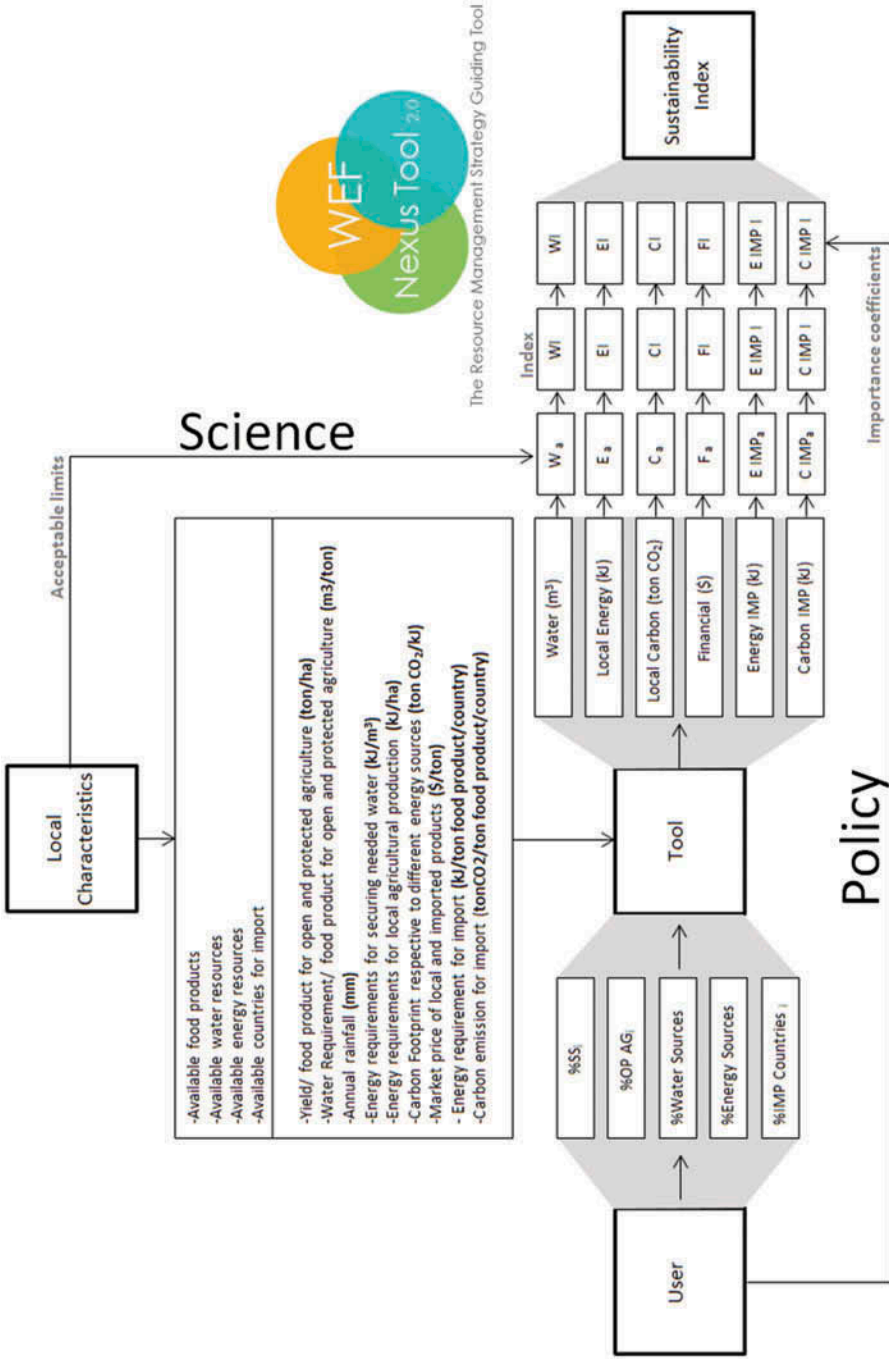 Local
Characteristics
Acceptable limits
Science
-Available food products
-Available water resources
-Available energy resources
-Available countries for import
-Yield/ food product for open and protected agriculture (ton/ha)
-Water Requirement/ food product for open and protected agriculture (m3/ton)
-Annual rainfall (mm)
-Energy requirements for securing needed water (kJ/m³)
-Energy requirements for local agricultural production (kJ/ha)
-Carbon Footprint respective to different energy sources (ton CO₂/kJ)
-Market price of local and imported products ($/ton)
- Energy requirement for import (kJ/ton food product/country)
-Carbon emission for import (tonCO2/ton food product/country)
WEF
Nexus Tool 2.0
The Resource Management Strategy Guiding Tool
User
%SSᵢ
%OP AGᵢ
%Water Sources
%Energy Sources
%IMP Countries ⱼ
Tool
Index
Water (m³)
Wₐ
WI
WI
Local Energy (kJ)
Eₐ
EI
EI
Local Carbon (ton CO₂)
Cₐ
CI
CI
Financial ($)
Fₐ
FI
FI
Energy IMP (kJ)
E IMPₐ
E IMP I
E IMP I
Carbon IMP (kJ)
C IMPₐ
C IMP I
C IMP I
Sustainability
Index
Policy
Importance coefficients